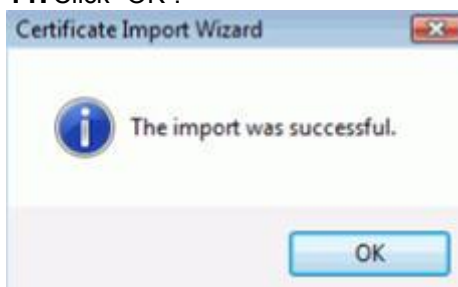 Click "OK".
Certificate Import Wizard
The import was successful.
OK